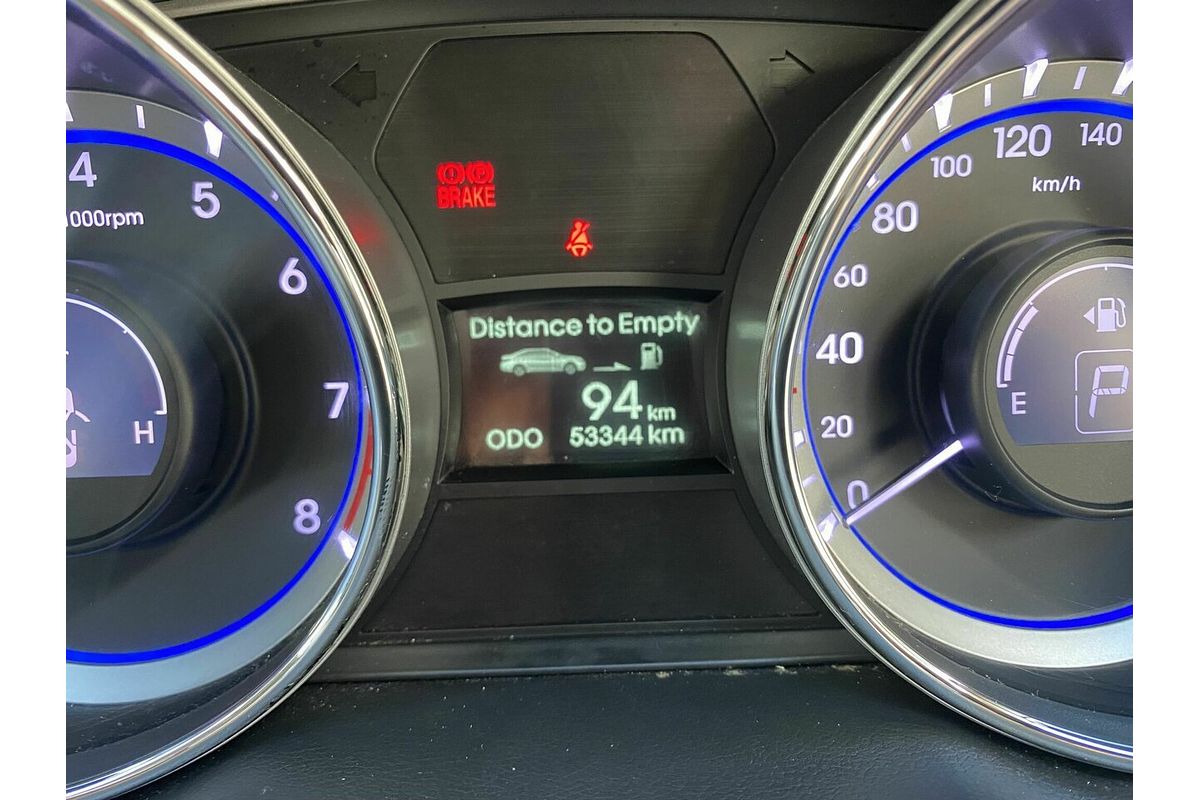 4
5
1000rpm
6
7
8
H
N
BRAKE
Distance to Empty
94 km
ODO 53344 km
140
120
100
km/h
80
60
40
20
0
E
P